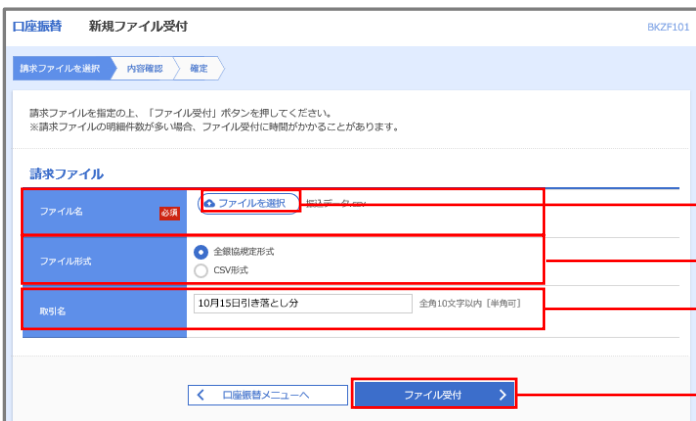 口座振替 新規ファイル受付 BKZF101
請求ファイルを選択 内容確認 確定
請求ファイルを指定の上、「ファイル受付」ボタンを押してください。
※請求ファイルの明細件数が多い場合、ファイル受付に時間がかかることがあります。
請求ファイル
ファイル名 必須 ファイルを選択 振込データ.csv
ファイル形式 全銀協規定形式
CSV形式
取引名 10月15日引き落とし分 全角10文字以内［半角可］
口座振替メニューへ ファイル受付